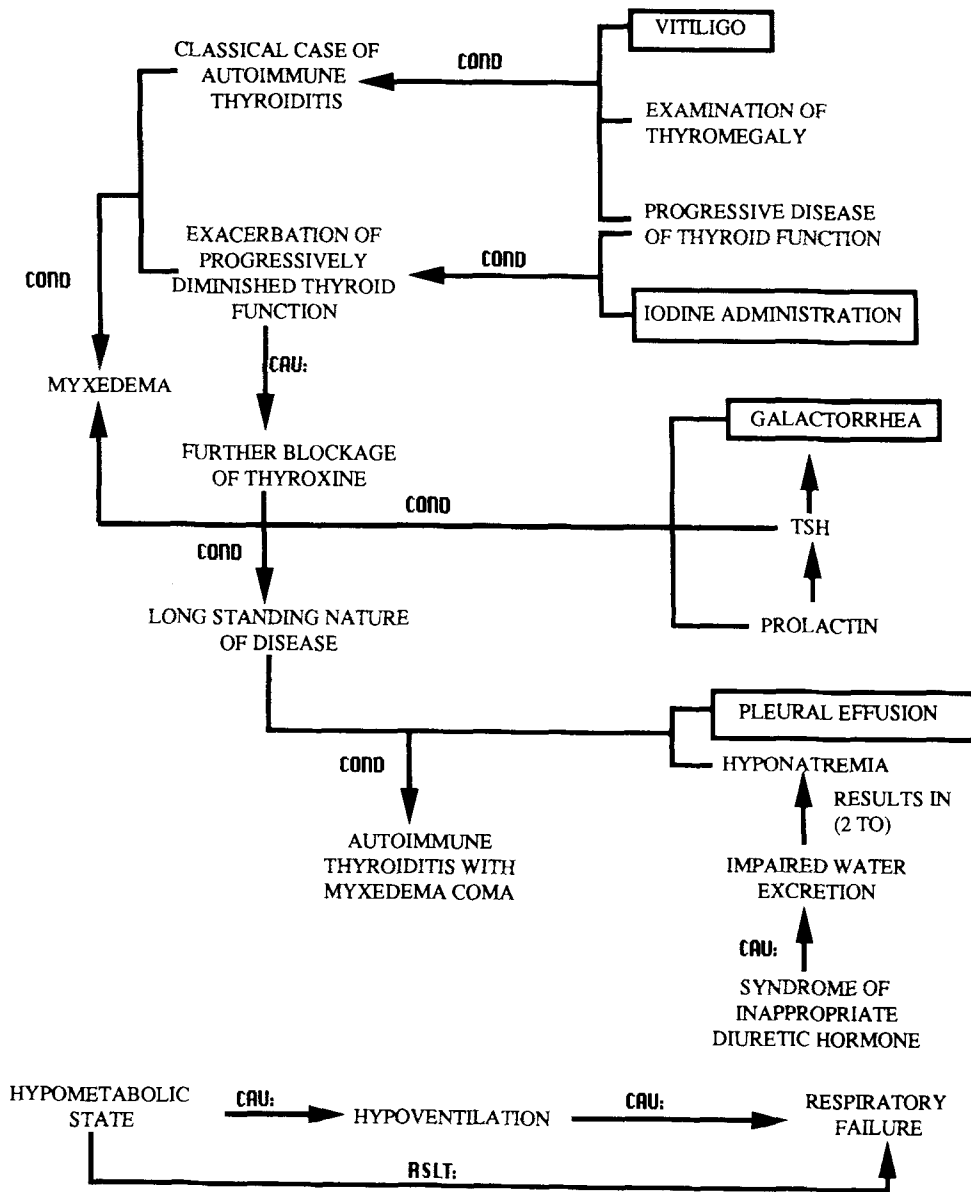 VITILIGO
CLASSICAL CASE OF
AUTOIMMUNE
THYROIDITIS
COND
EXAMINATION OF
THYROMEGALY
PROGRESSIVE DISEASE
OF THYROID FUNCTION
EXACERBATION OF
PROGRESSIVELY
DIMINISHED THYROID
FUNCTION
COND
COND
IODINE ADMINISTRATION
CAU:
MYXEDEMA
GALACTORRHEA
FURTHER BLOCKAGE
OF THYROXINE
COND
TSH
COND
LONG STANDING NATURE
OF DISEASE
PROLACTIN
PLEURAL EFFUSION
COND
HYPONATREMIA
RESULTS IN
(2 TO)
AUTOIMMUNE
THYROIDITIS WITH
MYXEDEMA COMA
IMPAIRED WATER
EXCRETION
CAU:
SYNDROME OF
INAPPROPRIATE
DIURETIC HORMONE
HYPOMETABOLIC
STATE
CAU:
HYPOVENTILATION
CAU:
RESPIRATORY
FAILURE
RSLT: